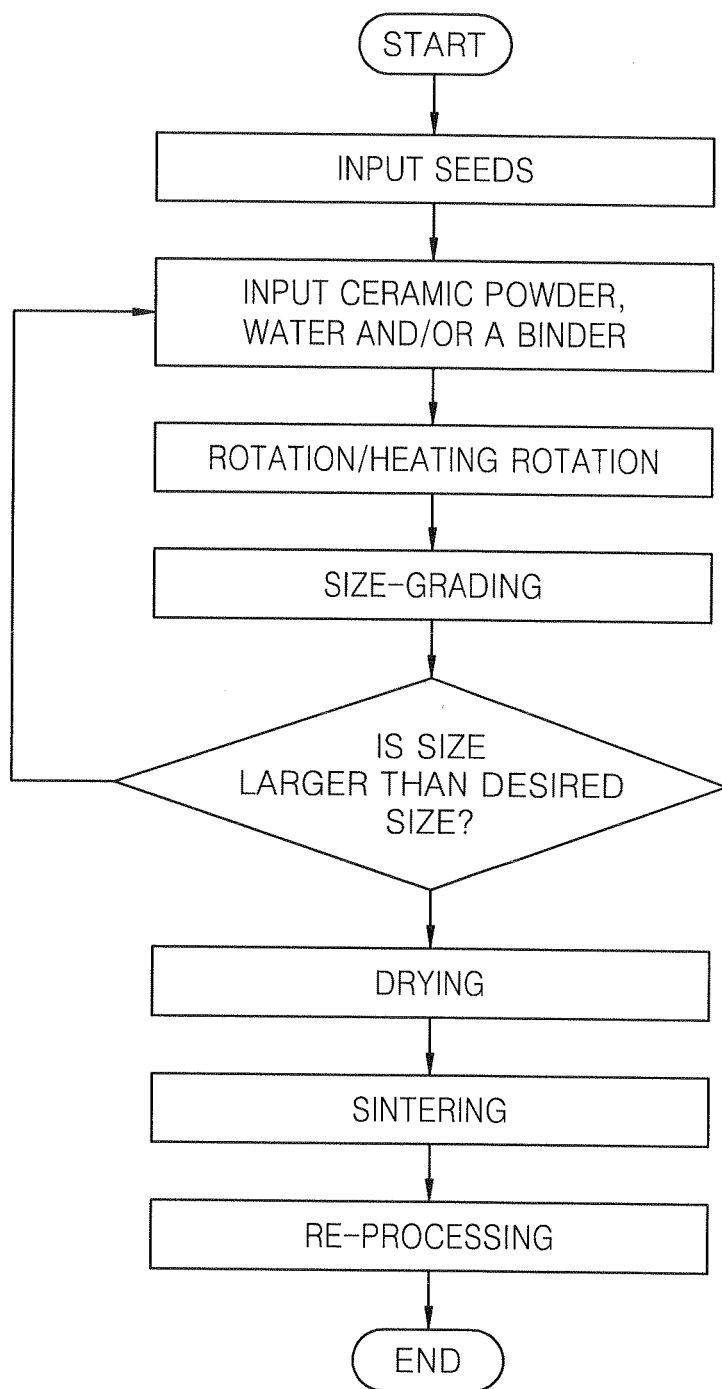 START
INPUT SEEDS
INPUT CERAMIC POWDER,
WATER AND/OR A BINDER
ROTATION/HEATING ROTATION
SIZE-GRADING
IS SIZE
LARGER THAN DESIRED
SIZE?
DRYING
SINTERING
RE-PROCESSING
END